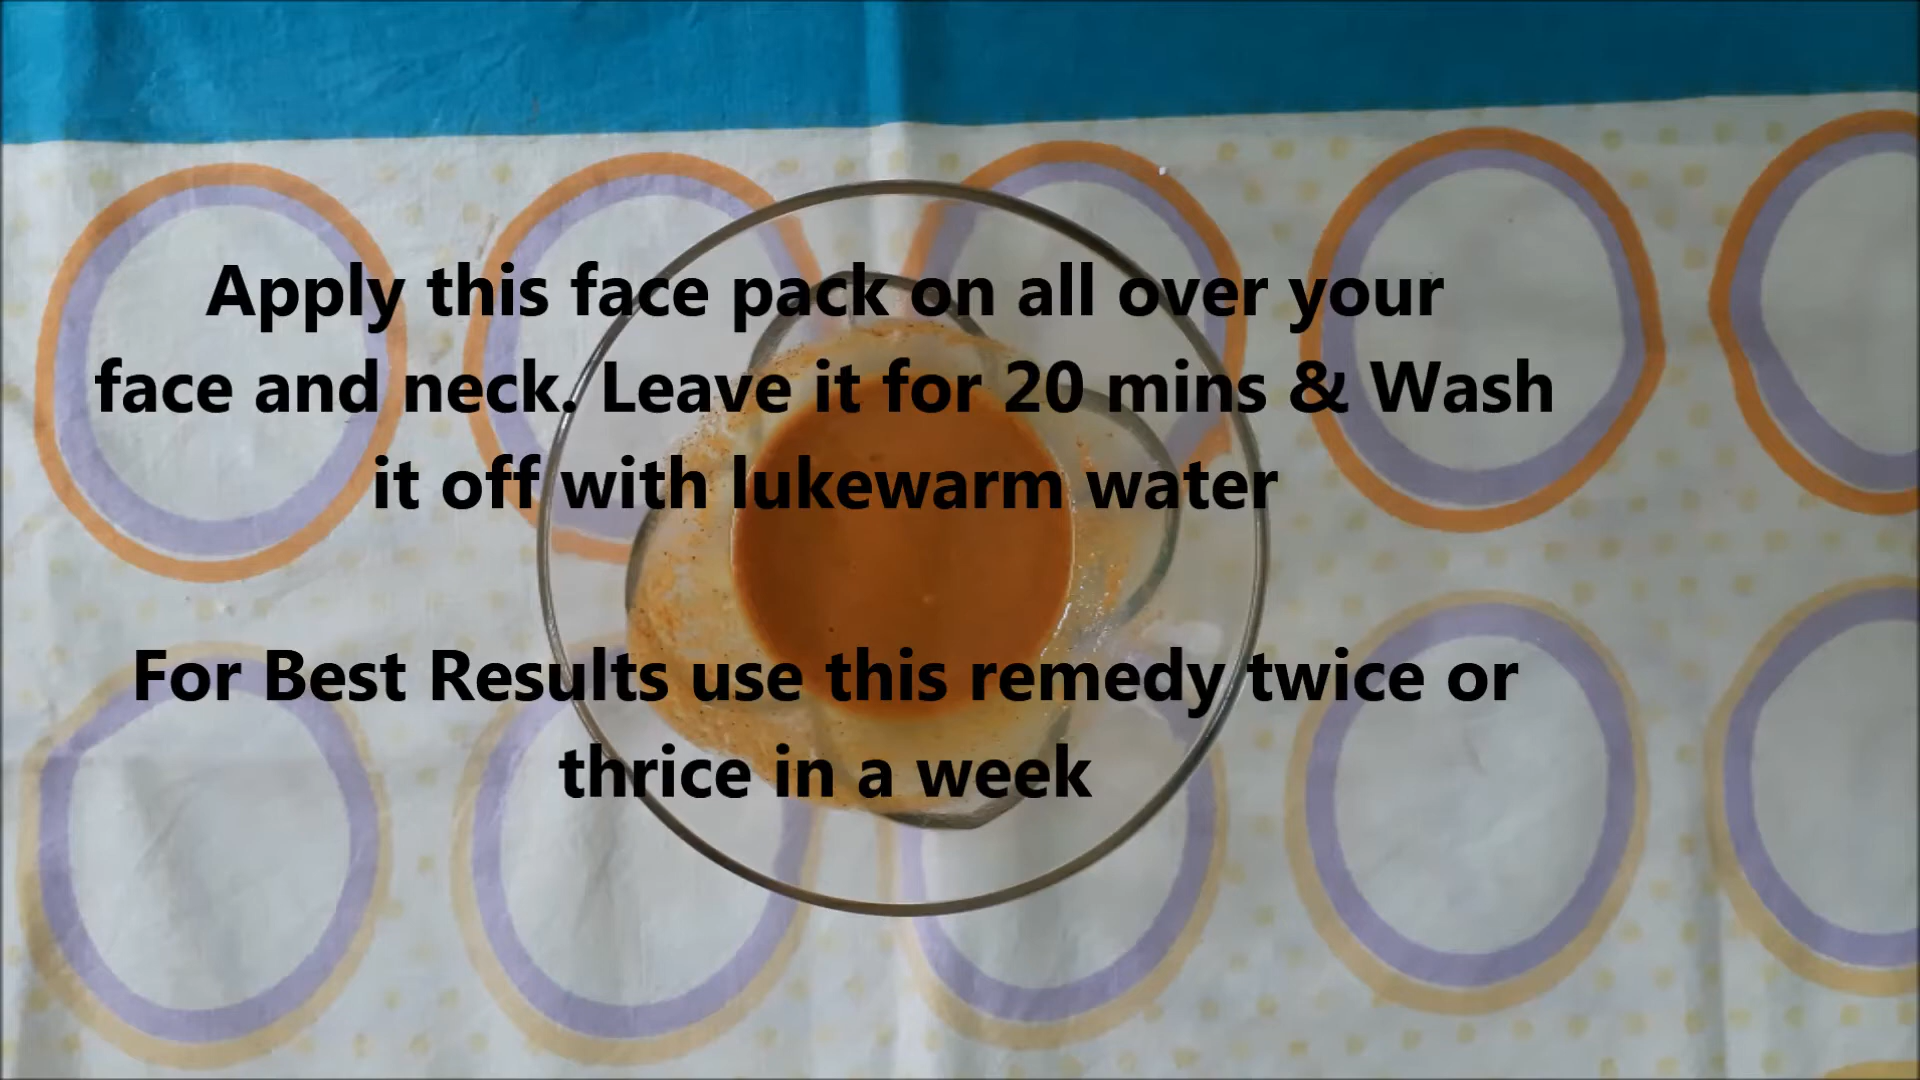 Apply this face pack on all over your
face and neck. Leave it for 20 mins & Wash
it off with lukewarm water
For Best Results use this remedy twice or
thrice in a week